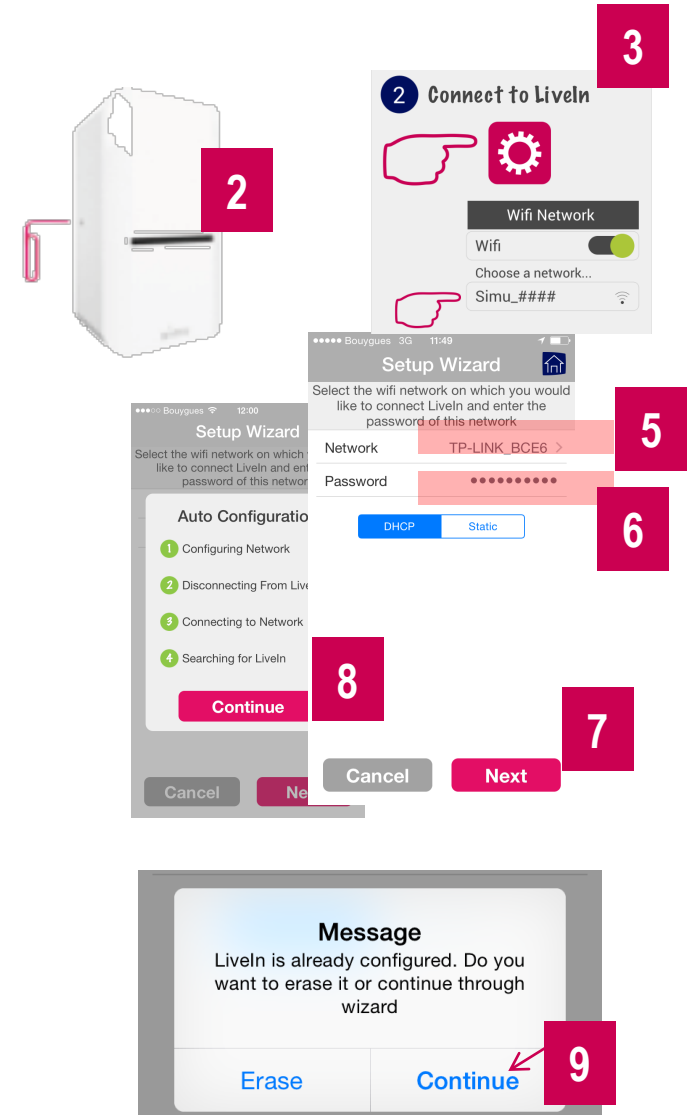 3
2 Connect to LiveIn
2
Wifi Network
Wifi
Choose a network...
Simu_####
Bouygues 3G 11:49
Setup Wizard
Select the wifi network on which you would
like to connect LiveIn and enter the
password of this network
5
Network TP-LINK_BCE6 >
Password ●●●●●●●●●●
6
DHCP Static
Bouygues 12:00
Setup Wizard
Select the wifi network on which
like to connect LiveIn and ent
password of this networ
Auto Configuratio
1 Configuring Network
2 Disconnecting From Live
3 Connecting to Network
4 Searching for LiveIn
8
Continue
7
Cancel Next
Cancel Ne
Message
LiveIn is already configured. Do you
want to erase it or continue through
wizard
9
Erase Continue